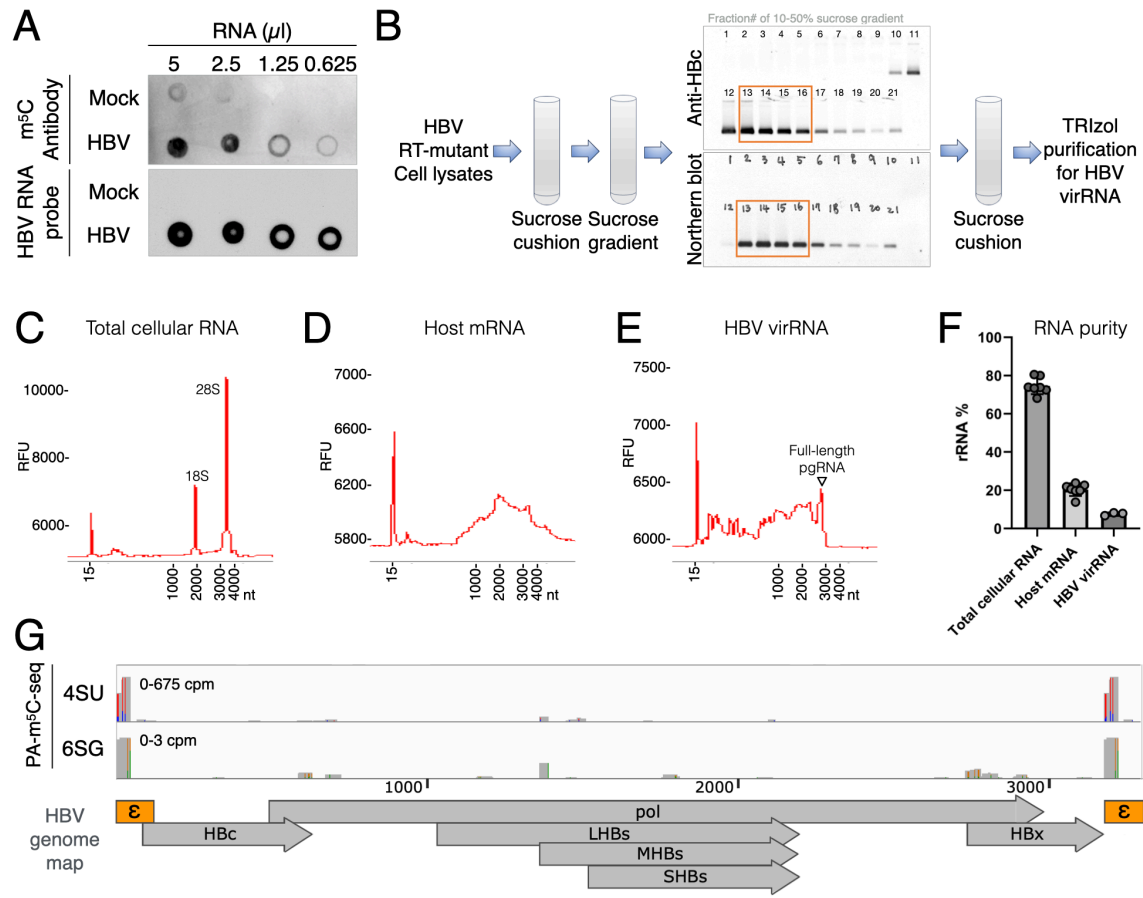 A
RNA (µl)
5 2.5 1.25 0.625
m⁵C Antibody
Mock
HBV
HBV RNA probe
Mock
HBV
B
Fraction# of 10-50% sucrose gradient
HBV
RT-mutant
Cell lysates
Sucrose
cushion
Sucrose
gradient
Anti-HBc
1 2 3 4 5 6 7 8 9 10 11
12 13 14 15 16 17 18 19 20 21
Northern blot
1 2 3 4 5 6 7 8 9 10 11
12 13 14 15 16 17 18 19 20 21
Sucrose
cushion
TRIzol
purification
for HBV
virRNA
C
Total cellular RNA
RFU
10000-
8000-
6000-
18S
28S
15-
1000-
2000-
3000-
4000-
nt
D
Host mRNA
RFU
7000-
6600-
6200-
5800-
15-
1000-
2000-
3000-
4000-
nt
E
HBV virRNA
RFU
7500-
7000-
6500-
6000-
Full-length
pgRNA
15-
1000-
2000-
3000-
4000-
nt
F
RNA purity
rRNA %
100
80
60
40
20
0
Total cellular RNA
Host mRNA
HBV virRNA
G
PA-m⁵C-seq
4SU
0-675 cpm
6SG
0-3 cpm
1000 2000 3000
HBV
genome
map
ε
pol
ε
HBc
LHBs
HBx
MHBs
SHBs